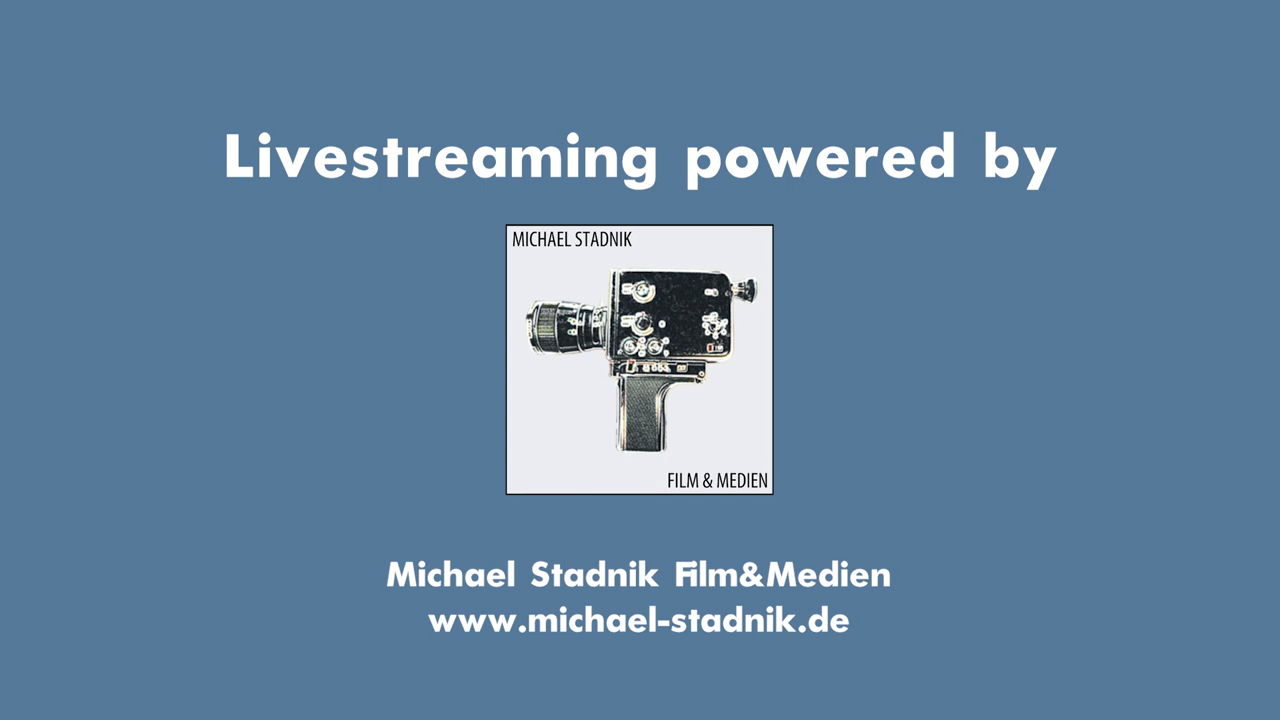 Livestreaming powered by
MICHAEL STADNIK
FILM & MEDIEN
Michael Stadnik Film&Medien
www.michael-stadnik.de